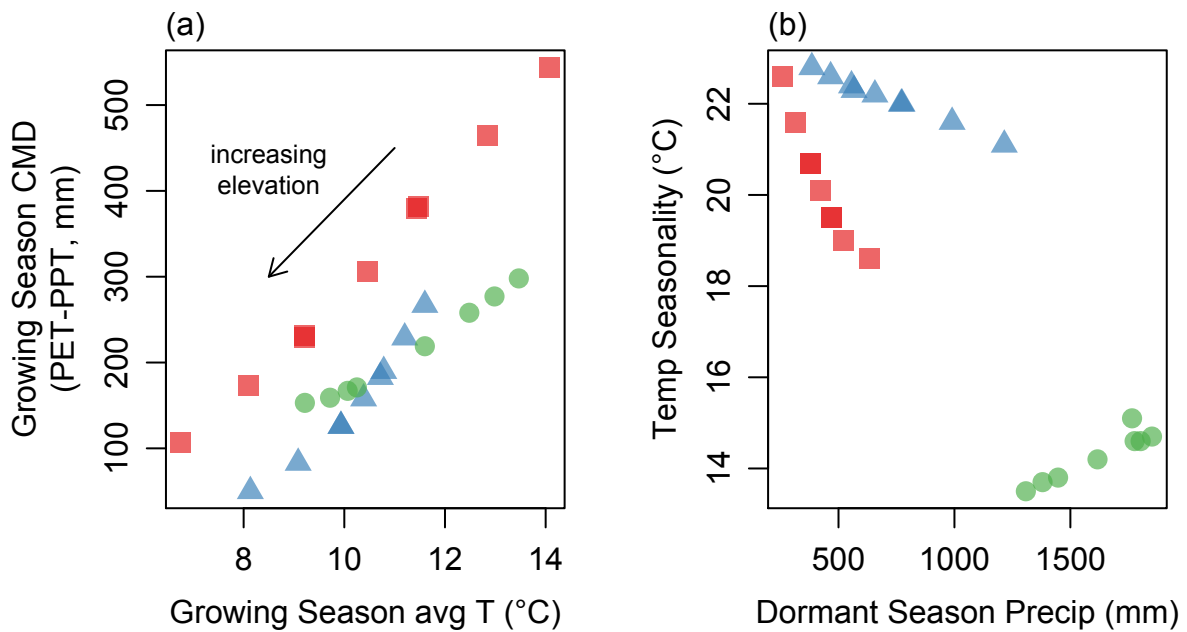 (a)
Growing Season CMD
(PET-PPT, mm)
500
400
300
200
100
increasing
elevation
8
10
12
14
Growing Season avg T (°C)
(b)
Temp Seasonality (°C)
22
20
18
16
14
500
1000
1500
Dormant Season Precip (mm)